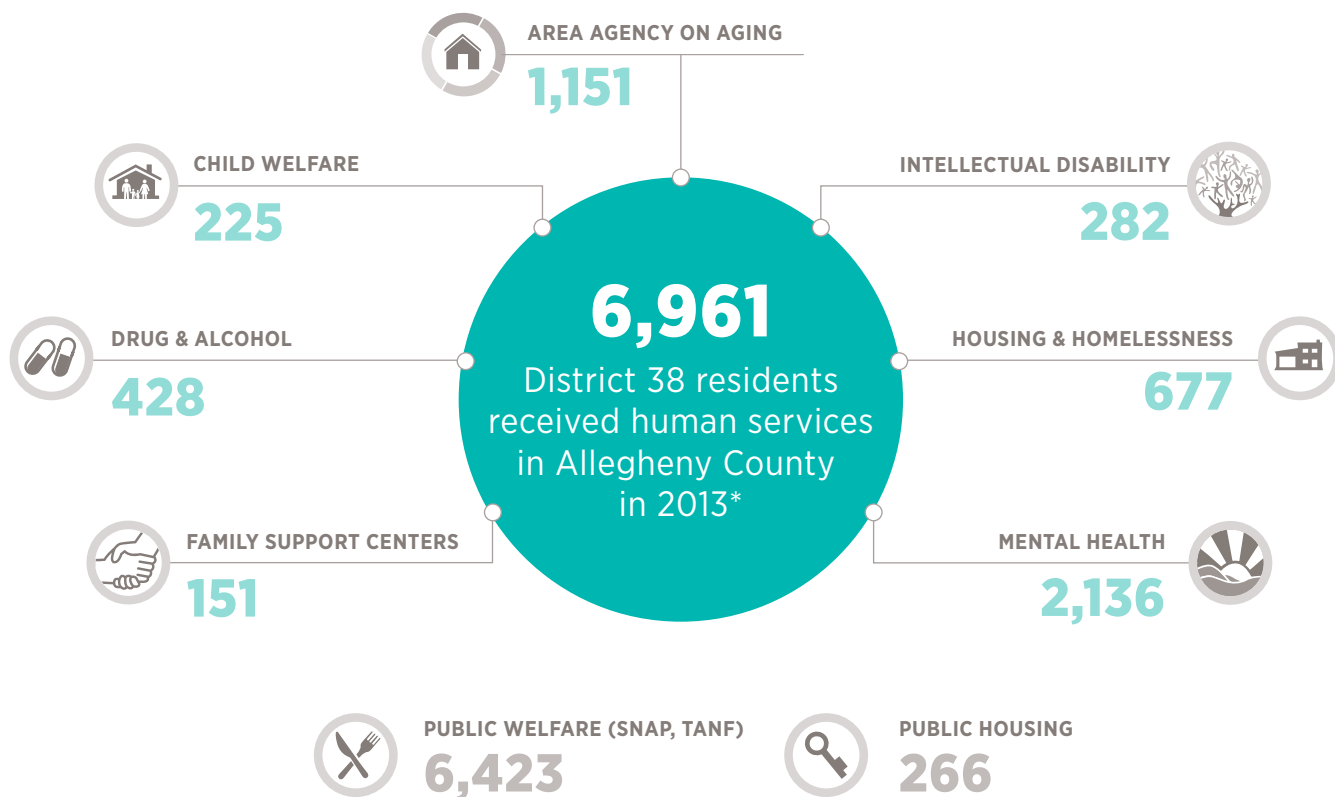 AREA AGENCY ON AGING
1,151
CHILD WELFARE
225
INTELLECTUAL DISABILITY
282
DRUG & ALCOHOL
428
HOUSING & HOMELESSNESS
677
6,961
District 38 residents
received human services
in Allegheny County
in 2013*
FAMILY SUPPORT CENTERS
151
MENTAL HEALTH
2,136
PUBLIC WELFARE (SNAP, TANF)
6,423
PUBLIC HOUSING
266